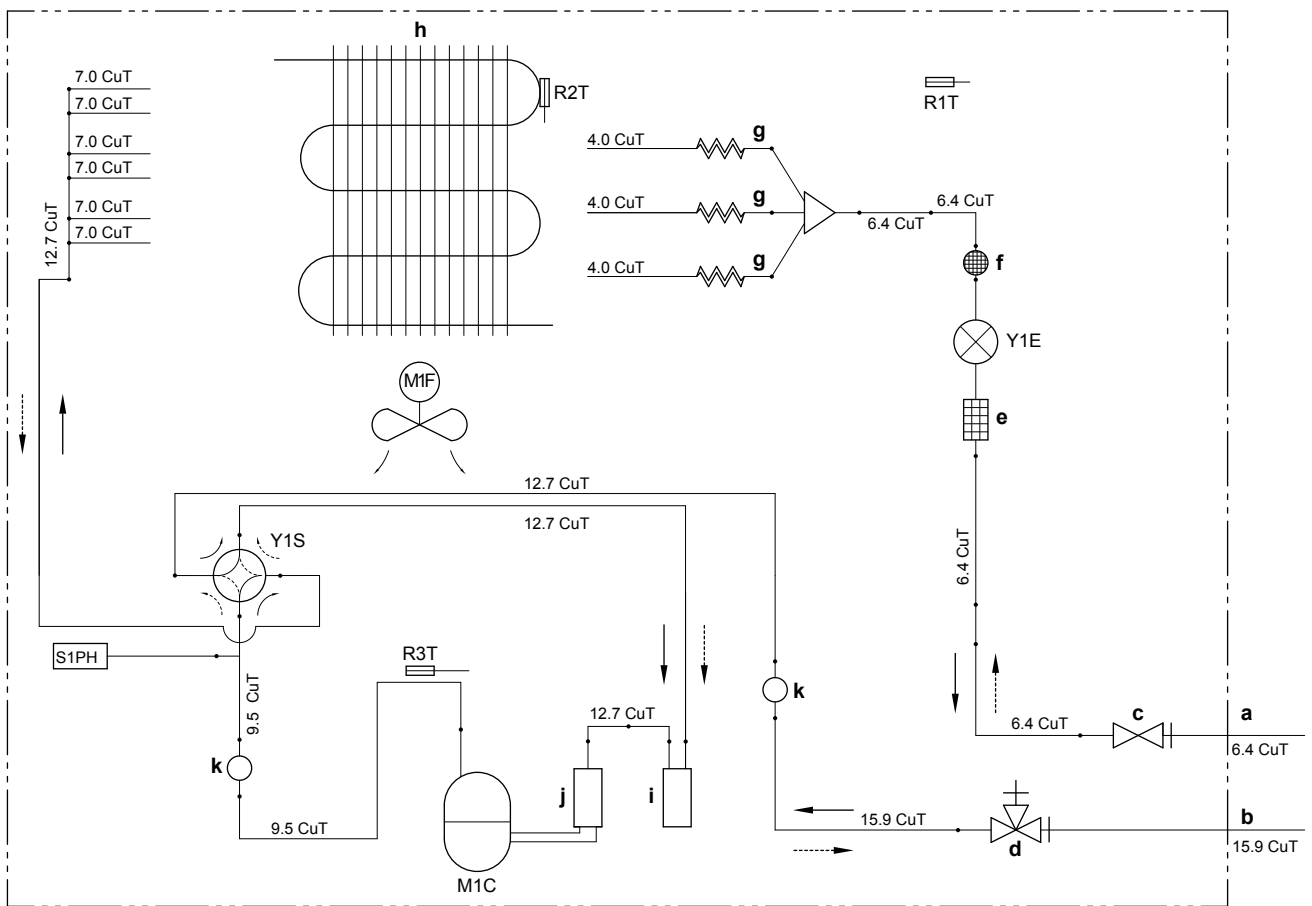 h
7.0 CuT
7.0 CuT
7.0 CuT
7.0 CuT
7.0 CuT
7.0 CuT
12.7 CuT
R2T
R1T
4.0 CuT
g
4.0 CuT
g
4.0 CuT
g
6.4 CuT
6.4 CuT
f
Y1E
e
M1F
12.7 CuT
12.7 CuT
Y1S
6.4 CuT
S1PH
R3T
9.5 CuT
k
12.7 CuT
k
6.4 CuT
c
a
6.4 CuT
j
i
9.5 CuT
M1C
15.9 CuT
d
b
15.9 CuT